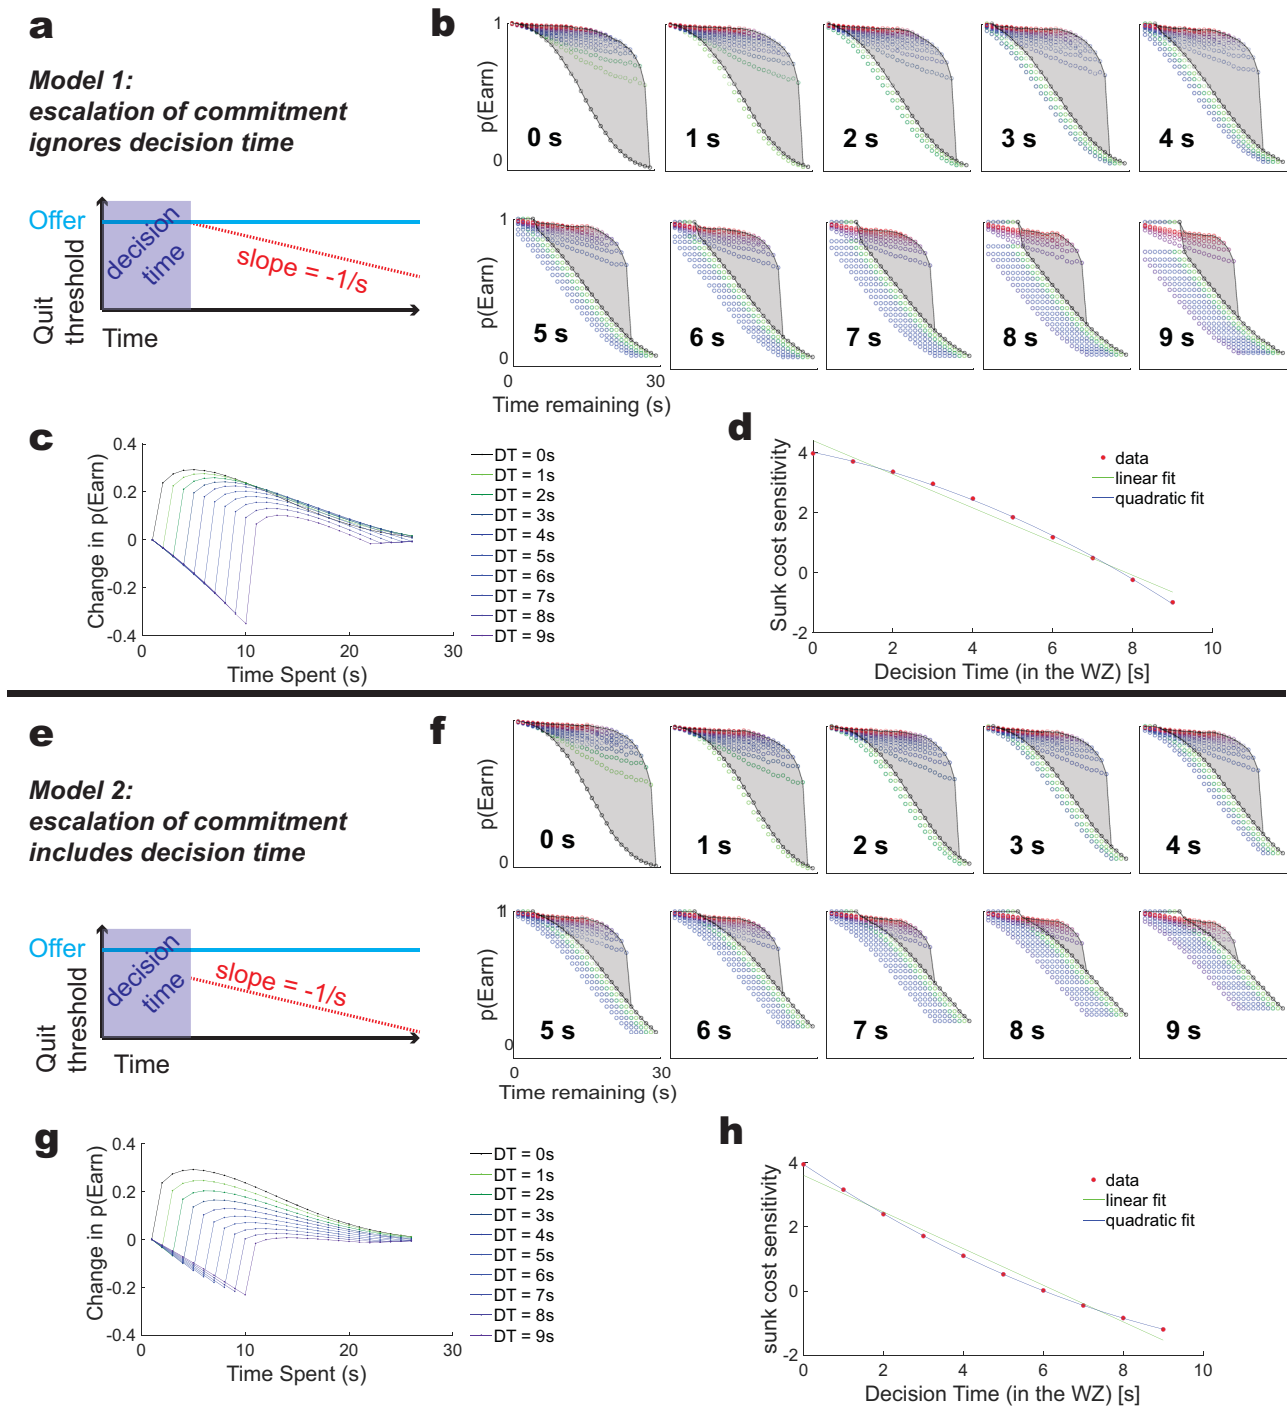 a
Model 1:
escalation of commitment
ignores decision time
Offer
Quit
threshold
decision
time
slope = -1/s
Time
b
p(Earn)
1
0
0 s
1 s
2 s
3 s
4 s
p(Earn)
1
0
5 s
6 s
7 s
8 s
9 s
0
30
Time remaining (s)
c
Change in p(Earn)
0.4
0.2
0
-0.2
-0.4
0
10
20
30
Time Spent (s)
DT = 0s
DT = 1s
DT = 2s
DT = 3s
DT = 4s
DT = 5s
DT = 6s
DT = 7s
DT = 8s
DT = 9s
d
Sunk cost sensitivity
4
2
0
-2
0
2
4
6
8
10
Decision Time (in the WZ) [s]
data
linear fit
quadratic fit
e
Model 2:
escalation of commitment
includes decision time
Offer
Quit
threshold
decision
time
slope = -1/s
Time
f
p(Earn)
0
0 s
1 s
2 s
3 s
4 s
p(Earn)
1
0
5 s
6 s
7 s
8 s
9 s
0
30
Time remaining (s)
g
Change in p(Earn)
0.4
0.2
0
-0.2
-0.4
0
10
20
30
Time Spent (s)
DT = 0s
DT = 1s
DT = 2s
DT = 3s
DT = 4s
DT = 5s
DT = 6s
DT = 7s
DT = 8s
DT = 9s
h
sunk cost sensitivity
4
2
0
-2
0
2
4
6
8
10
Decision Time (in the WZ) [s]
data
linear fit
quadratic fit